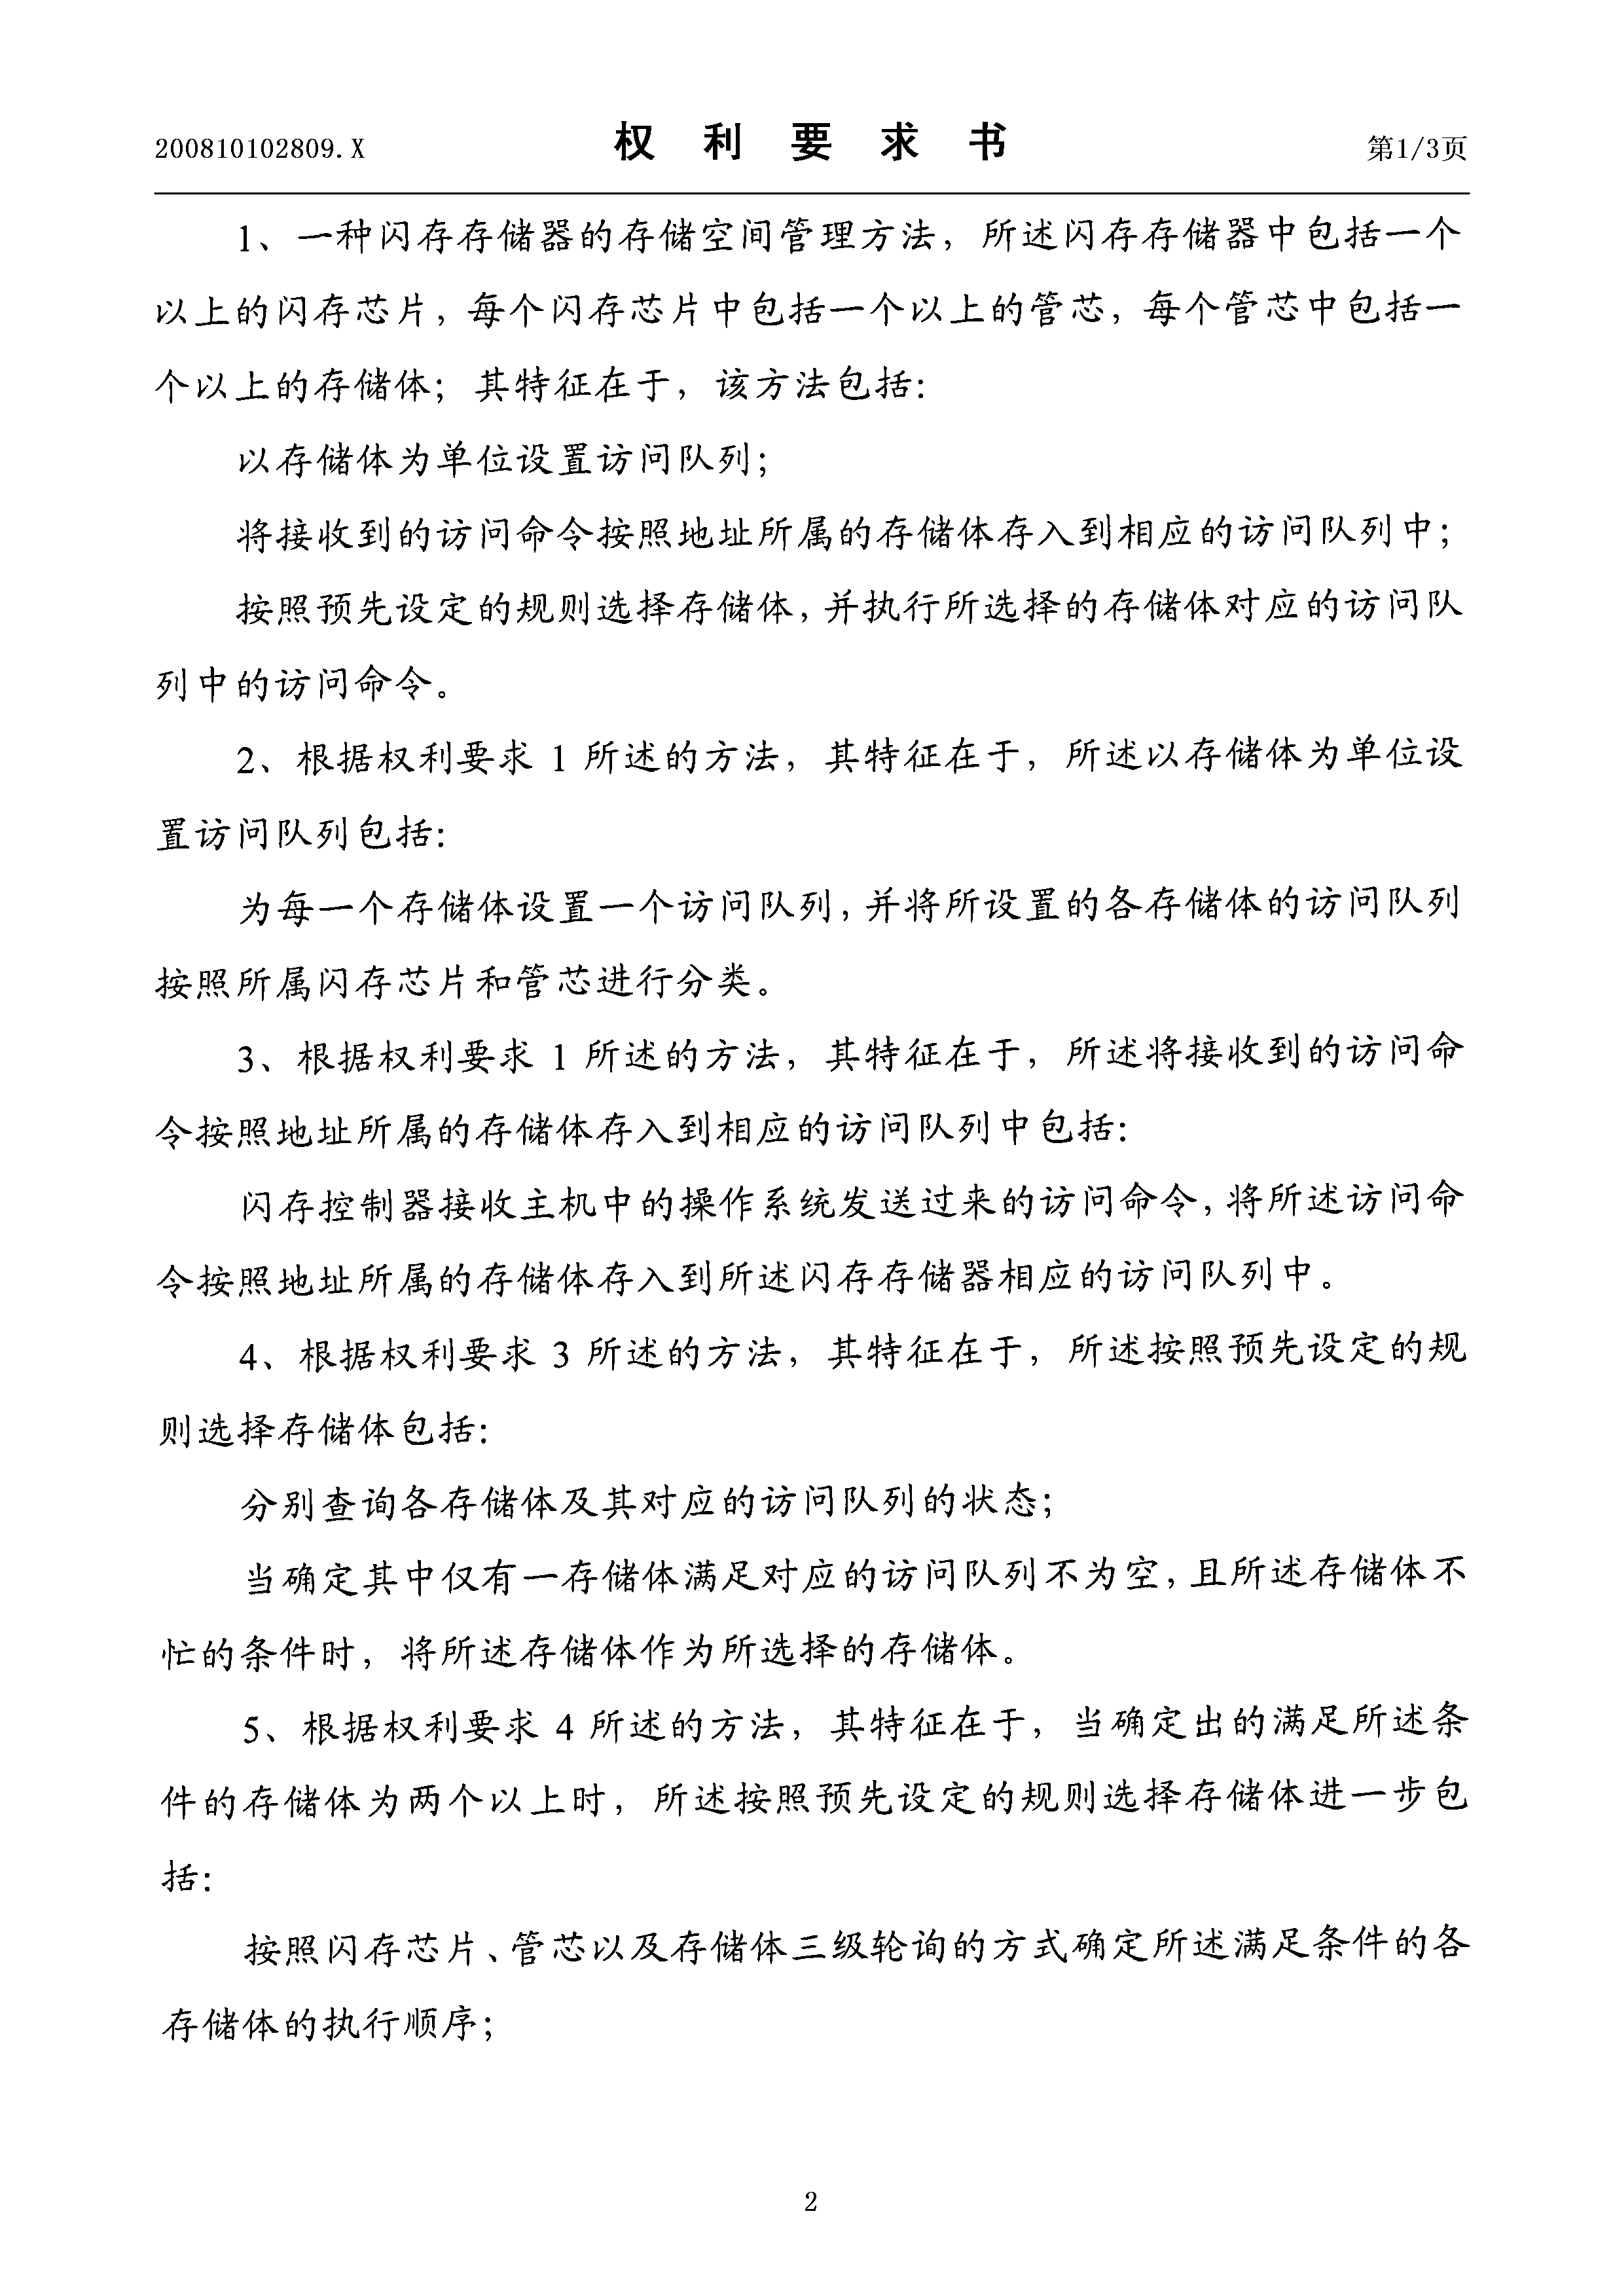 200810102809.X 权利要求书 第1/3页
1、一种闪存存储器的存储空间管理方法，所述闪存存储器中包括一个
以上的闪存芯片，每个闪存芯片中包括一个以上的管芯，每个管芯中包括一
个以上的存储体；其特征在于，该方法包括：
以存储体为单位设置访问队列；
将接收到的访问命令按照地址所属的存储体存入到相应的访问队列中；
按照预先设定的规则选择存储体，并执行所选择的存储体对应的访问队
列中的访问命令。
2、根据权利要求 1 所述的方法，其特征在于，所述以存储体为单位设
置访问队列包括：
为每一个存储体设置一个访问队列，并将所设置的各存储体的访问队列
按照所属闪存芯片和管芯进行分类。
3、根据权利要求 1 所述的方法，其特征在于，所述将接收到的访问命
令按照地址所属的存储体存入到相应的访问队列中包括：
闪存控制器接收主机中的操作系统发送过来的访问命令，将所述访问命
令按照地址所属的存储体存入到所述闪存存储器相应的访问队列中。
4、根据权利要求 3 所述的方法，其特征在于，所述按照预先设定的规
则选择存储体包括：
分别查询各存储体及其对应的访问队列的状态；
当确定其中仅有一存储体满足对应的访问队列不为空，且所述存储体不
忙的条件时，将所述存储体作为所选择的存储体。
5、根据权利要求 4 所述的方法，其特征在于，当确定出的满足所述条
件的存储体为两个以上时，所述按照预先设定的规则选择存储体进一步包
括：
按照闪存芯片、管芯以及存储体三级轮询的方式确定所述满足条件的各
存储体的执行顺序；
2